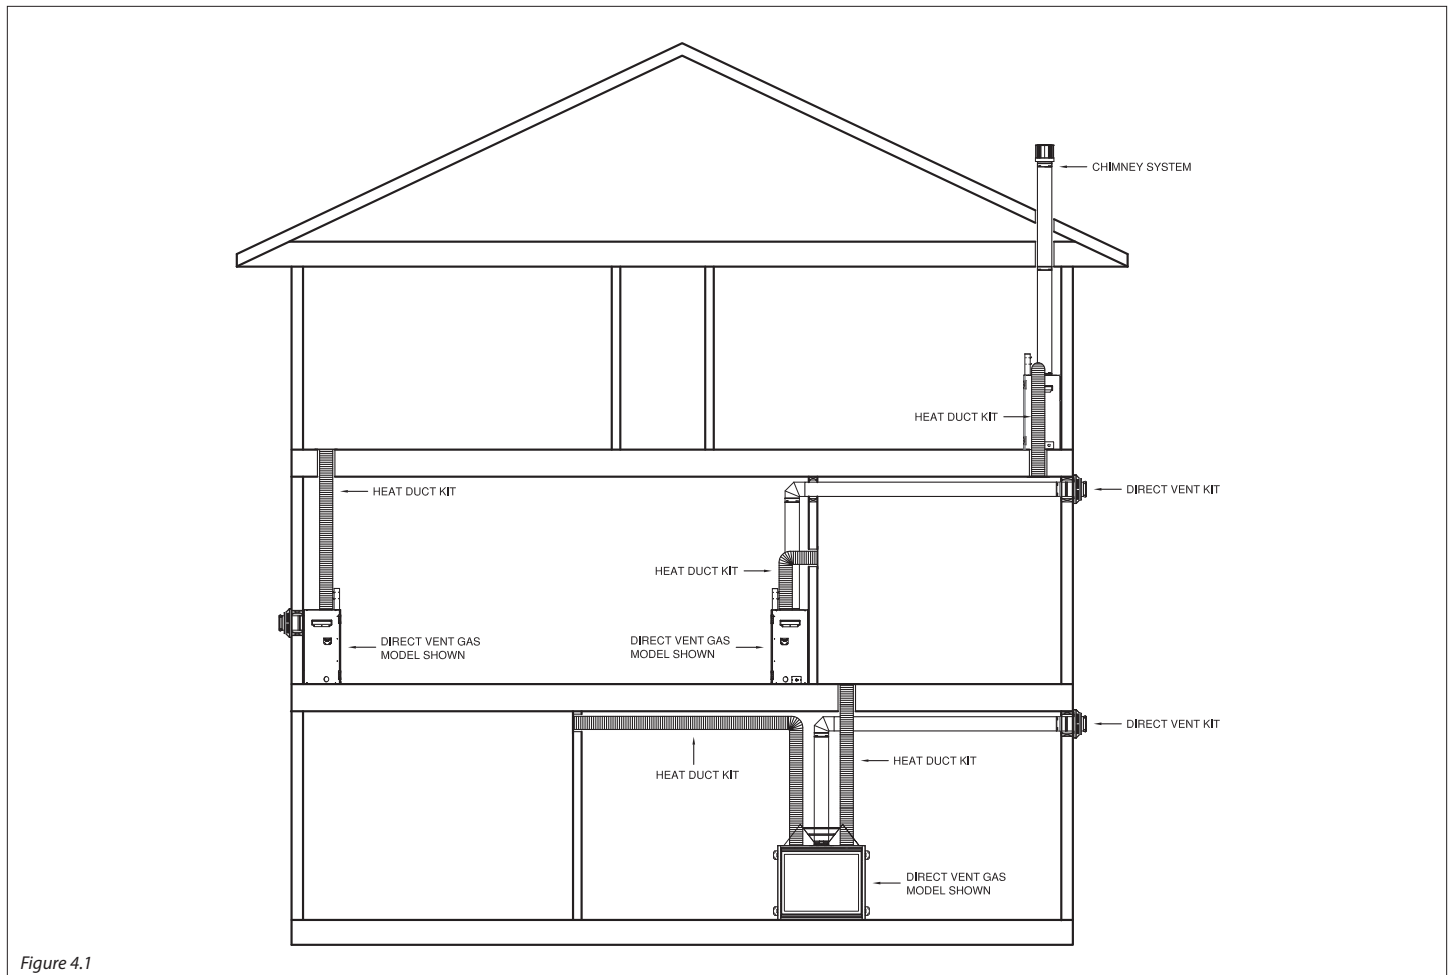 CHIMNEY SYSTEM
HEAT DUCT KIT
HEAT DUCT KIT
DIRECT VENT KIT
HEAT DUCT KIT
DIRECT VENT GAS
MODEL SHOWN
DIRECT VENT GAS
MODEL SHOWN
DIRECT VENT KIT
HEAT DUCT KIT
HEAT DUCT KIT
DIRECT VENT GAS
MODEL SHOWN
Figure 4.1